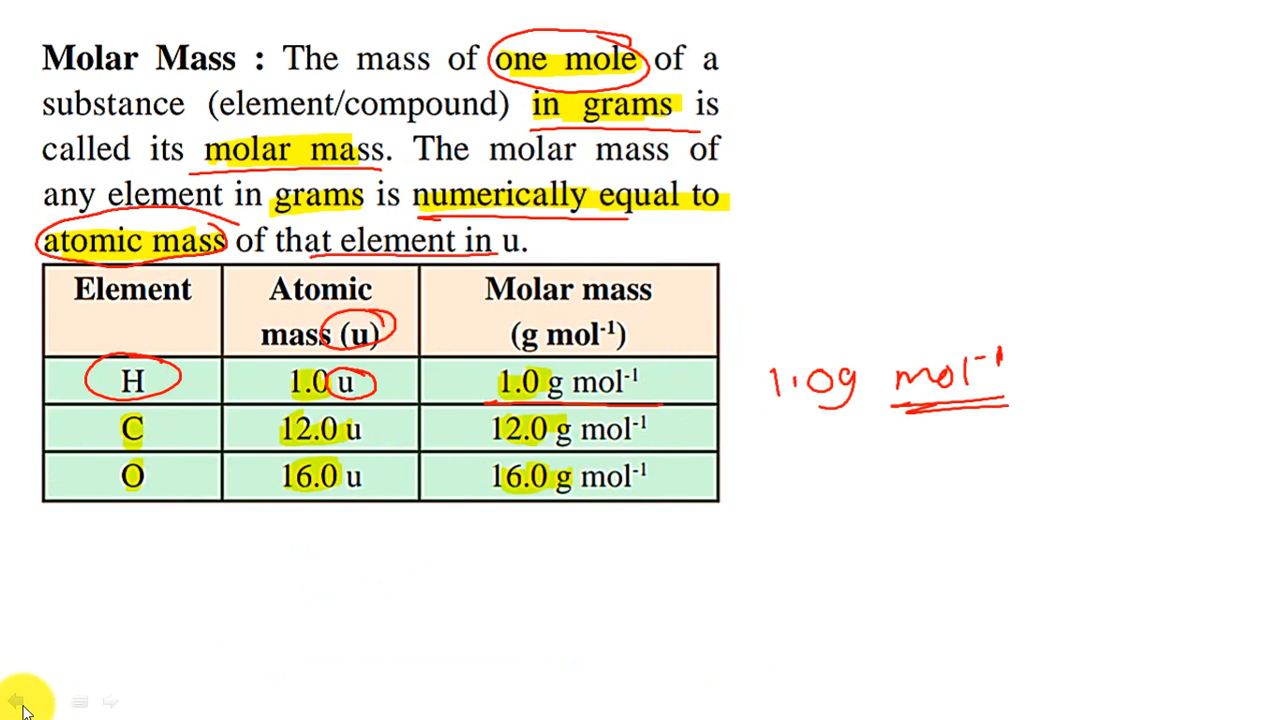 Molar Mass : The mass of one mole of a
substance (element/compound) in grams is
called its molar mass. The molar mass of
any element in grams is numerically equal to
atomic mass of that element in u.
Element Atomic Molar mass
mass (u) (g mol⁻¹)
H 1.0 u 1.0 g mol⁻¹ 1.0g mol⁻¹
C 12.0 u 12.0 g mol⁻¹
O 16.0 u 16.0 g mol⁻¹